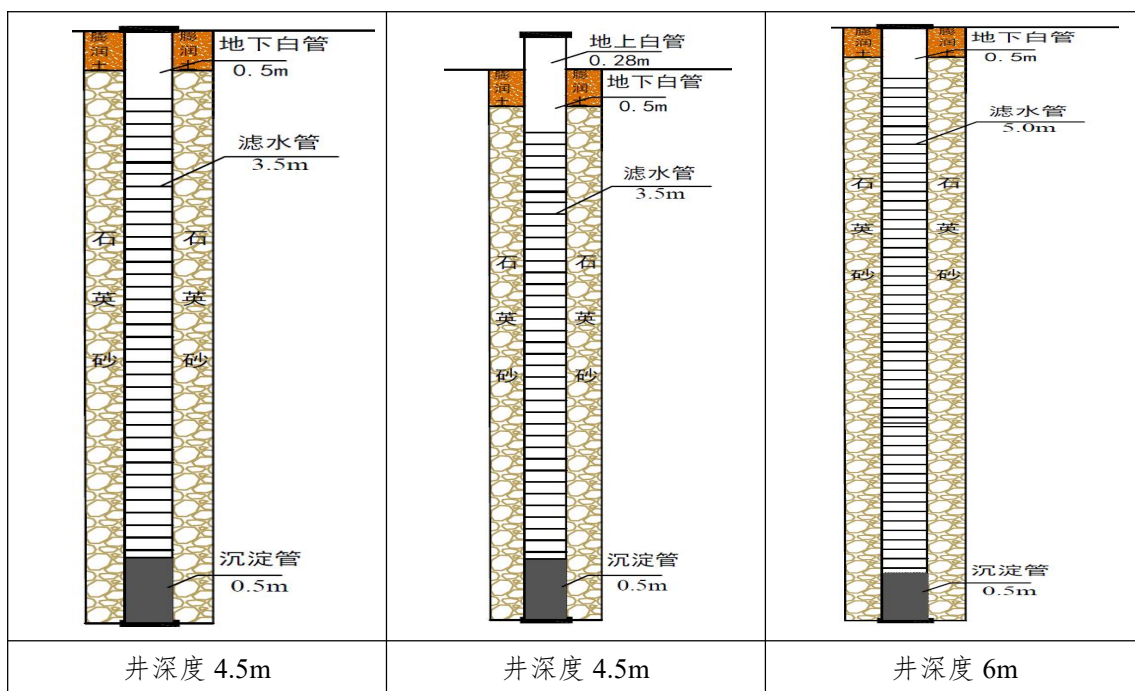 膨润土
膨润土
地下白管
0.5m
滤水管
3.5m
石英砂
石英砂
沉淀管
0.5m
井深度 4.5m
地上白管
0.28m
膨润土
膨润土
地下白管
0.5m
滤水管
3.5m
石英砂
石英砂
沉淀管
0.5m
井深度 4.5m
膨润土
膨润土
地下白管
0.5m
滤水管
5.0m
石英砂
石英砂
沉淀管
0.5m
井深度 6m